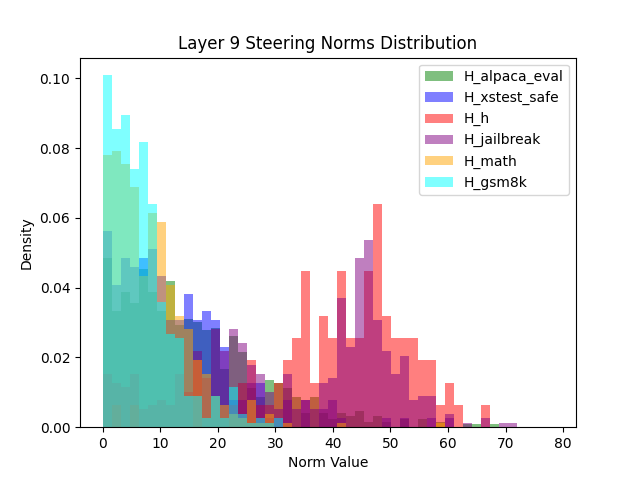 Layer 9 Steering Norms Distribution
H_alpaca_eval
H_xstest_safe
H_h
H_jailbreak
H_math
H_gsm8k
0.10
0.08
0.06
0.04
0.02
0.00
Density
0 10 20 30 40 50 60 70 80
Norm Value